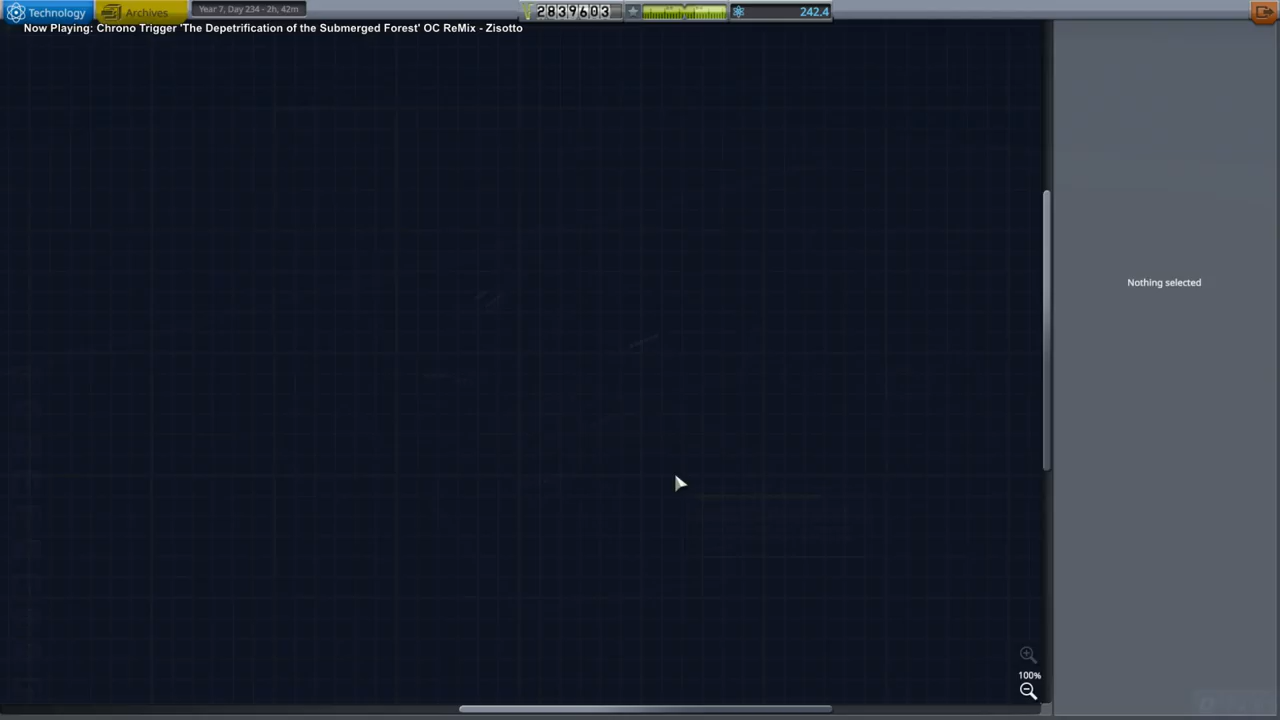 Technology
Archives
Year 7, Day 234 - 2h, 42m
2839603
242.4
Now Playing: Chrono Trigger 'The Depetrification of the Submerged Forest' OC ReMix - Zisotto
Nothing selected
100%